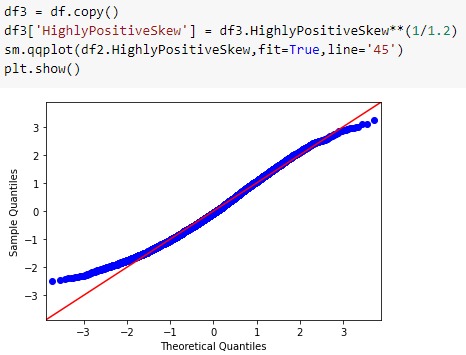 df3 = df.copy()
df3['HighlyPositiveSkew'] = df3.HighlyPositiveSkew**(1/1.2)
sm.qqplot(df2.HighlyPositiveSkew,fit=True,line='45')
plt.show()
3
2
1
0
−1
−2
−3
Sample Quantiles
−3 −2 −1 0 1 2 3
Theoretical Quantiles